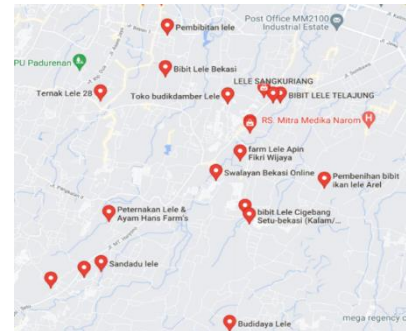 Post Office MM2100
Industrial Estate
Pembibitan lele
PU Padurenan
Bibit Lele Bekasi
LELE SANGKURIANG
Ternak Lele 28
Toko budikdamber Lele
BIBIT LELE TELAJUNG
RS. Mitra Medika Narom
farm Lele Apin
Fikri Wijaya
Swalayan Bekasi Online
Pembenihan bibit
ikan lele Arel
Peternakan Lele &
Ayam Hans Farm's
bibit Lele Cigebang
Setu-bekasi (Kalam/...
Sandadu lele
mega regency c
Budidaya Lele